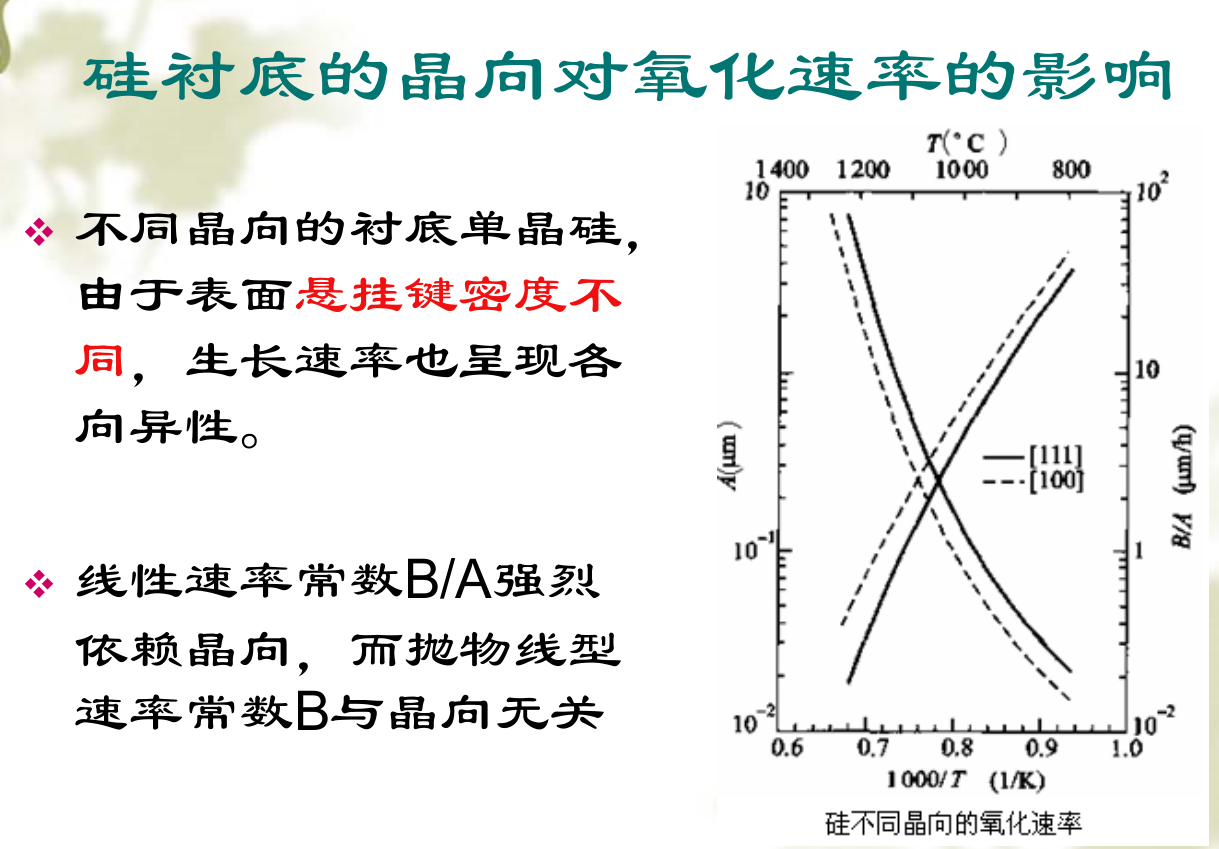 硅衬底的晶向对氧化速率的影响
不同晶向的衬底单晶硅，
由于表面悬挂键密度不
同，生长速率也呈现各
向异性。
线性速率常数B/A强烈
依赖晶向，而抛物线型
速率常数B与晶向无关
T(°C )
1400 1200 1000 800
10 10²
10
A(μm)
[111]
[100]
B/A (μm/h)
10⁻¹ 1
10⁻² 10⁻²
0.6 0.7 0.8 0.9 1.0
1000/T (1/K)
硅不同晶向的氧化速率